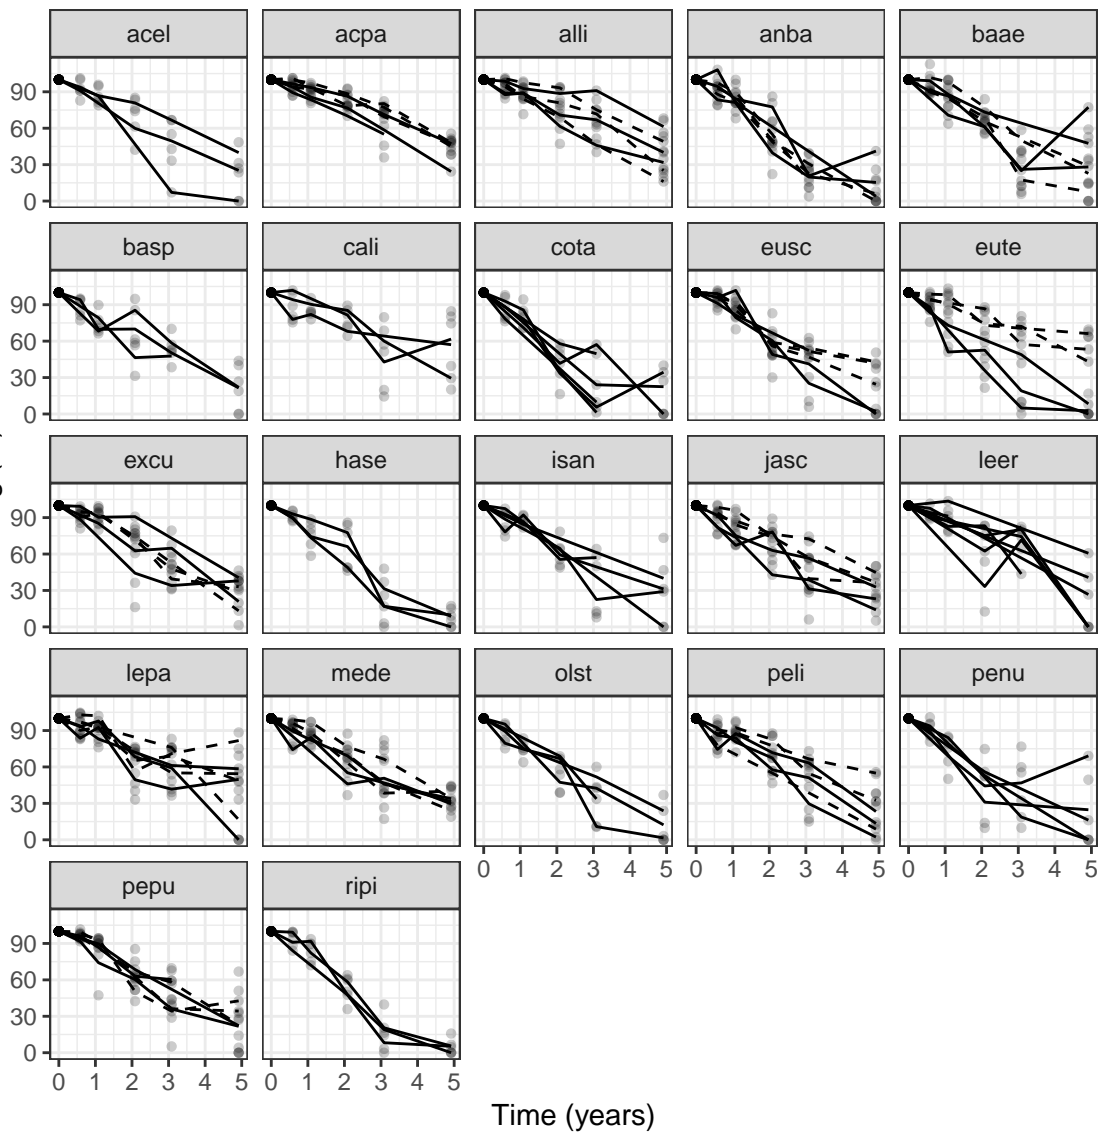 acel acpa alli anba baae
90
60
30
0
basp cali cota eusc eute
90
60
30
0
excu hase isan jasc leer
90
60
30
0
lepa mede olst peli penu
90
60
30
0
0 1 2 3 4 5 0 1 2 3 4 5 0 1 2 3 4 5
pepu ripi
90
60
30
0
0 1 2 3 4 5 0 1 2 3 4 5
Time (years)